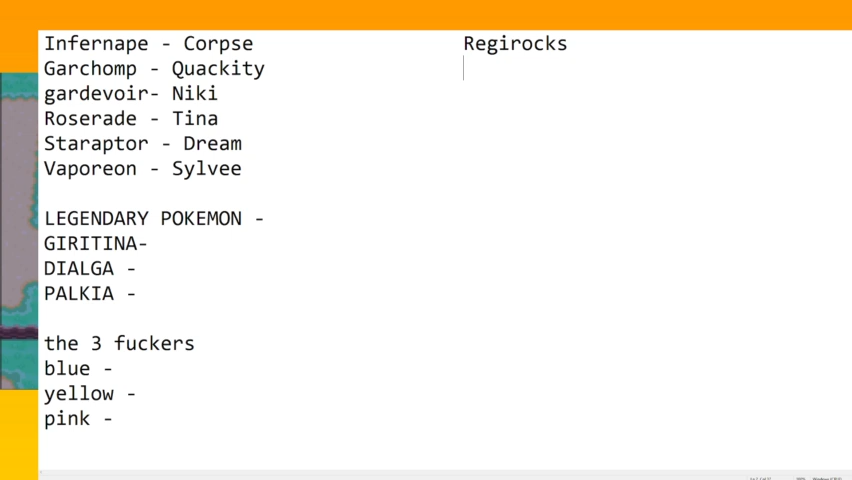 Infernape - Corpse
Garchomp - Quackity
gardevoir- Niki
Roserade - Tina
Staraptor - Dream
Vaporeon - Sylvee
LEGENDARY POKEMON -
GIRITINA-
DIALGA -
PALKIA -
the 3 fuckers
blue -
yellow -
pink -
Regirocks